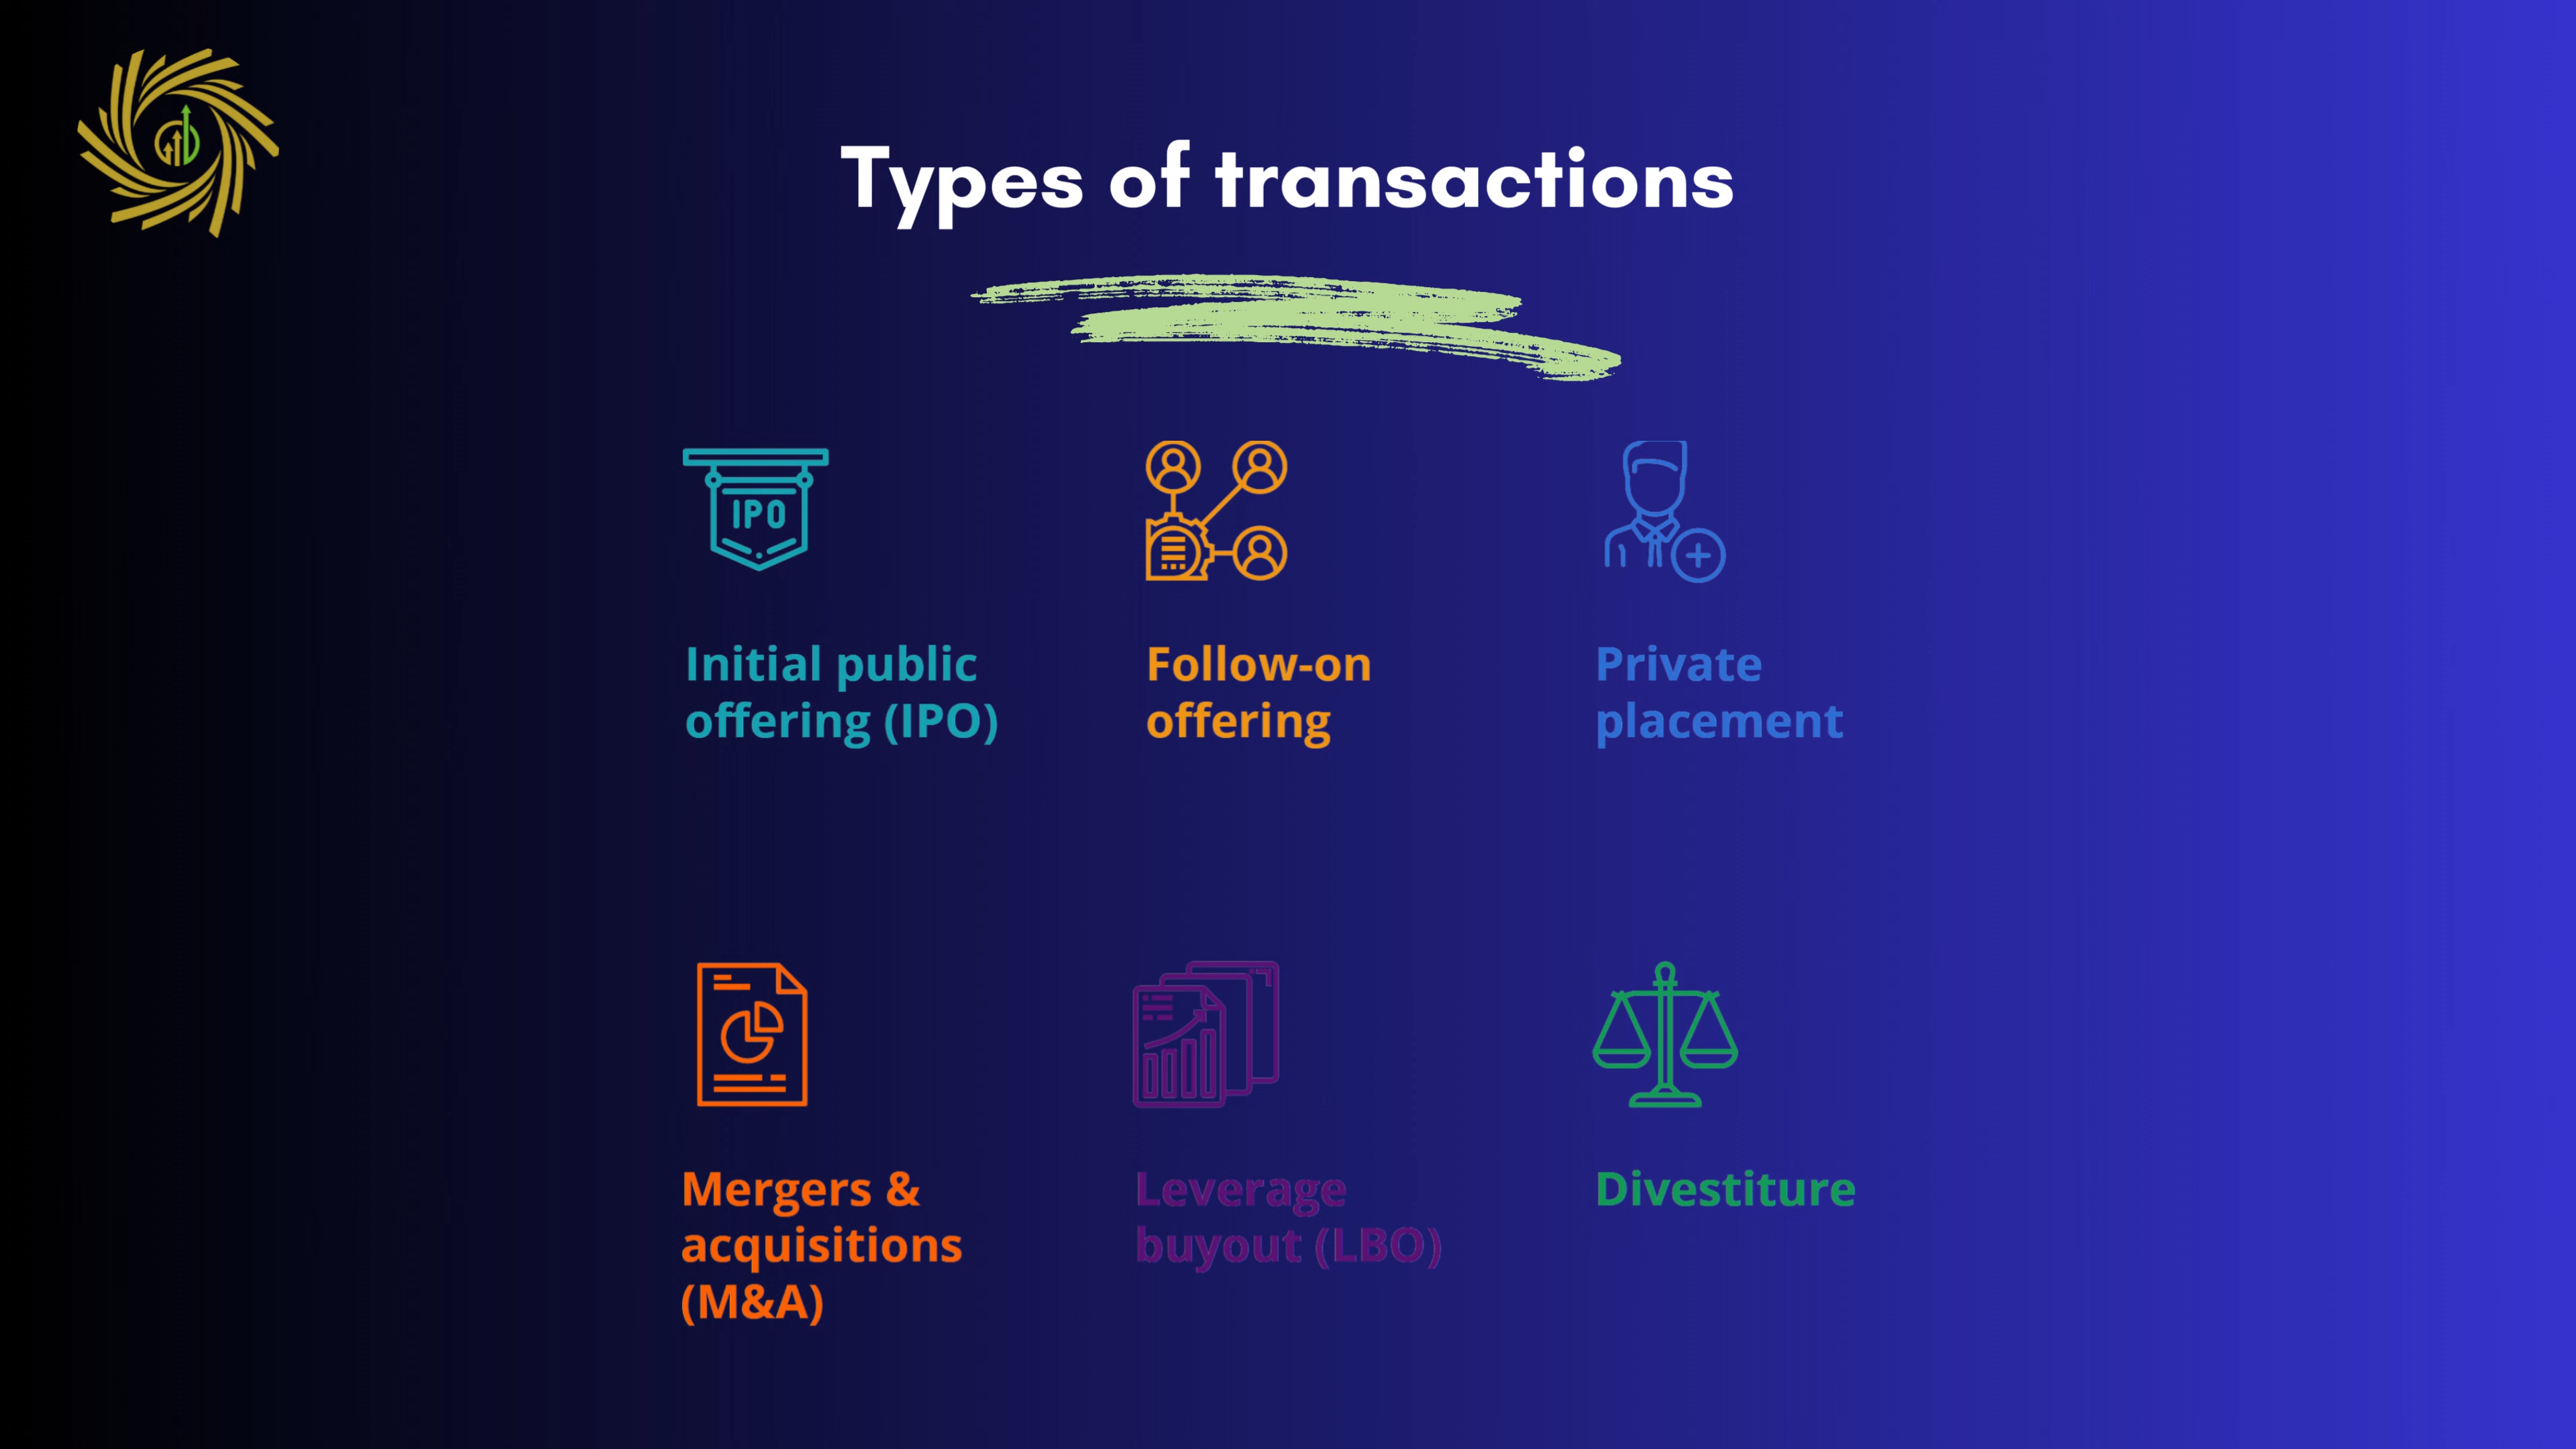 Types of transactions
IPO
Initial public
offering (IPO)
Follow-on
offering
Private
placement
Mergers &
acquisitions
(M&A)
Leverage
buyout (LBO)
Divestiture